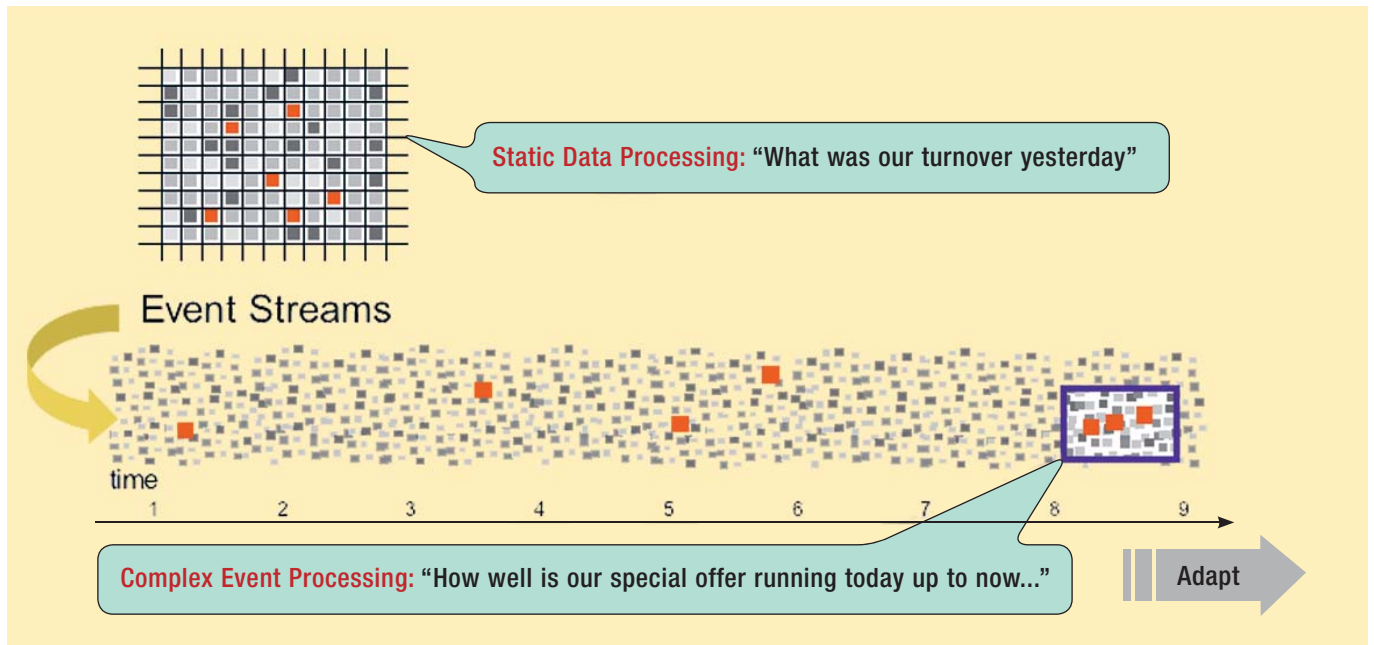 Static Data Processing: “What was our turnover yesterday”
Event Streams
time
1 2 3 4 5 6 7 8 9
Complex Event Processing: “How well is our special offer running today up to now...”
Adapt